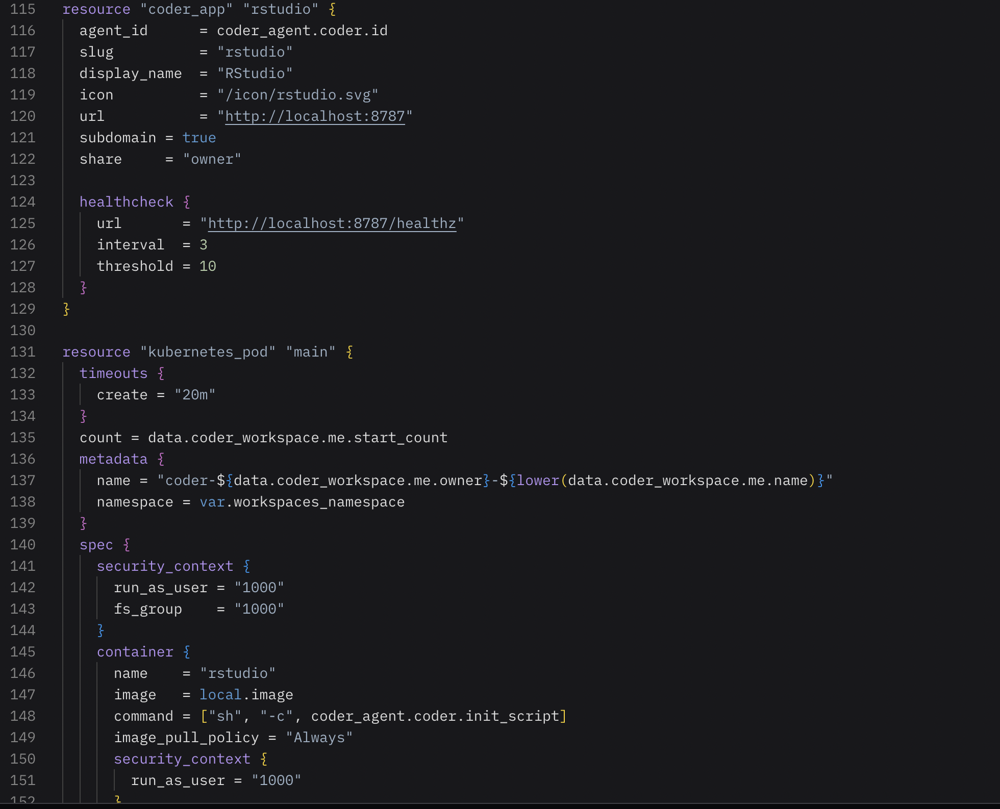 115 resource "coder_app" "rstudio" {
116   agent_id      = coder_agent.coder.id
117   slug          = "rstudio"
118   display_name  = "RStudio"
119   icon          = "/icon/rstudio.svg"
120   url           = "http://localhost:8787"
121   subdomain = true
122   share     = "owner"
123
124   healthcheck {
125     url       = "http://localhost:8787/healthz"
126     interval  = 3
127     threshold = 10
128   }
129 }
130
131 resource "kubernetes_pod" "main" {
132   timeouts {
133     create = "20m"
134   }
135   count = data.coder_workspace.me.start_count
136   metadata {
137     name = "coder-${data.coder_workspace.me.owner}-${lower(data.coder_workspace.me.name)}"
138     namespace = var.workspaces_namespace
139   }
140   spec {
141     security_context {
142       run_as_user = "1000"
143       fs_group    = "1000"
144     }
145     container {
146       name    = "rstudio"
147       image   = local.image
148       command = ["sh", "-c", coder_agent.coder.init_script]
149       image_pull_policy = "Always"
150       security_context {
151         run_as_user = "1000"
152       }